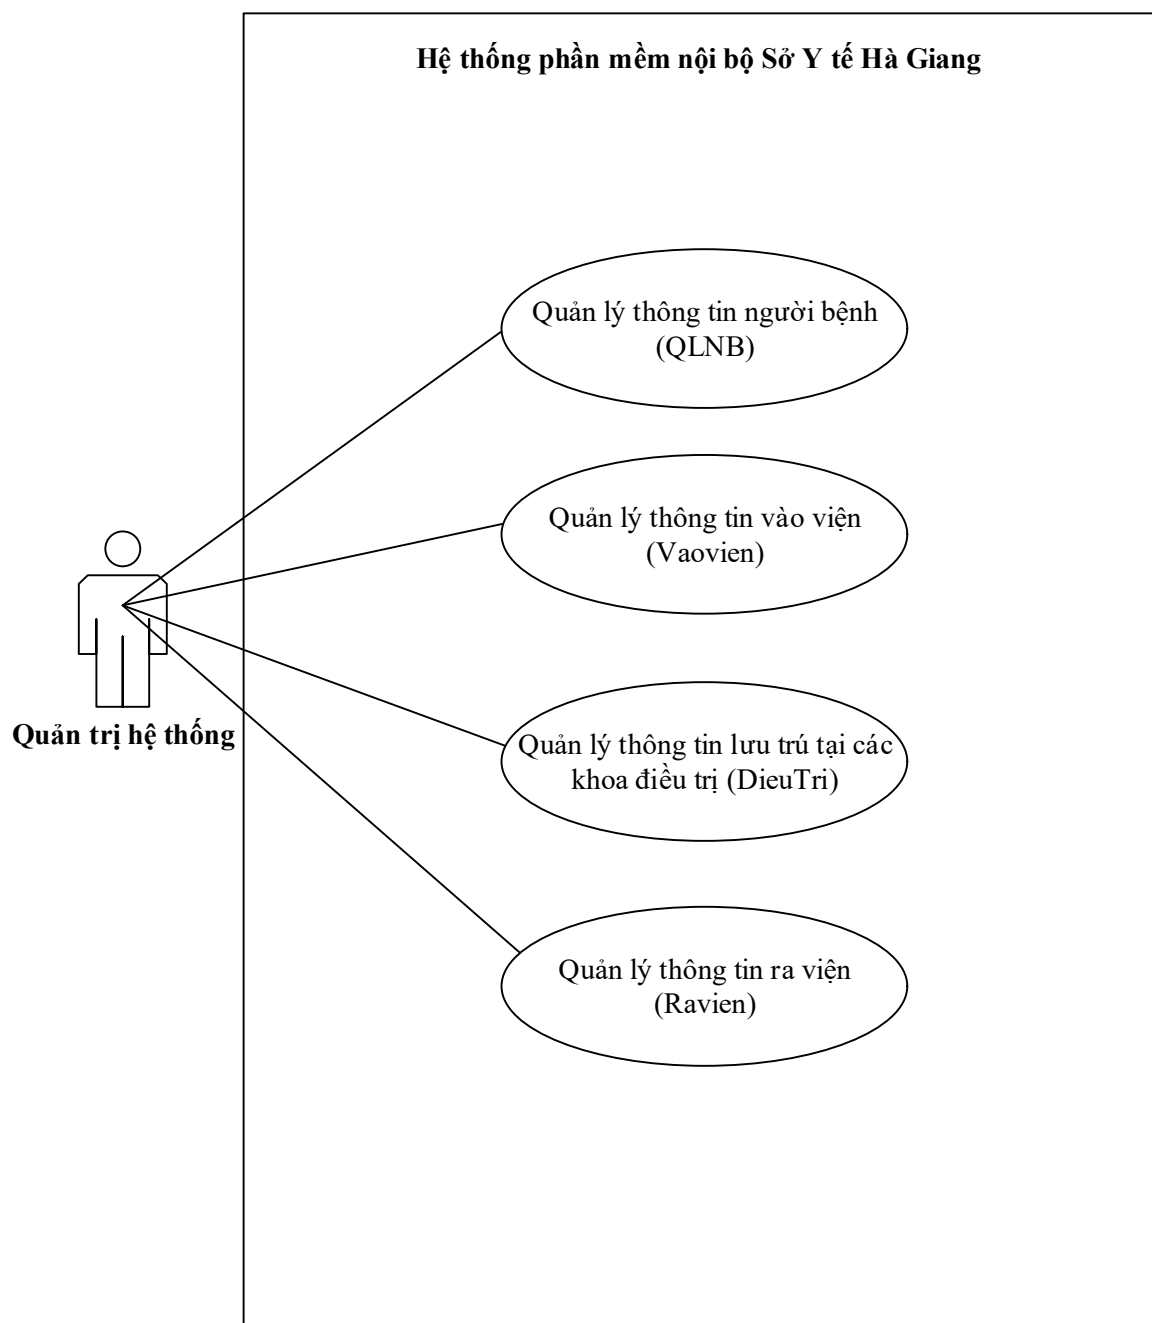 Hệ thống phần mềm nội bộ Sở Y tế Hà Giang
Quản lý thông tin người bệnh
(QLNB)
Quản lý thông tin vào viện
(Vaovien)
Quản trị hệ thống
Quản lý thông tin lưu trú tại các
khoa điều trị (DieuTri)
Quản lý thông tin ra viện
(Ravien)